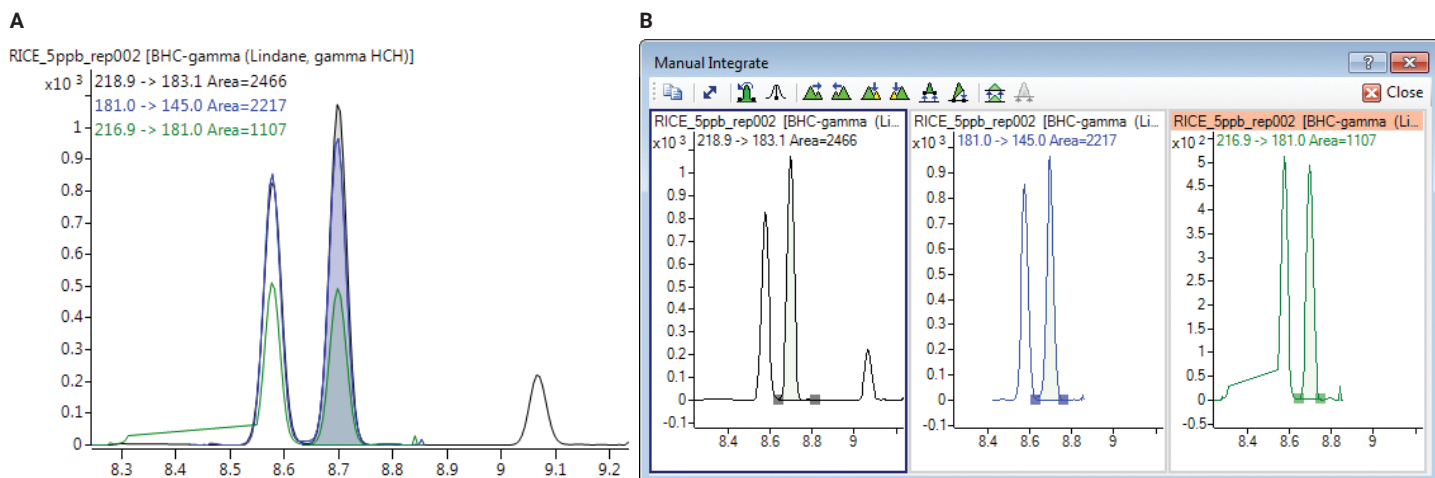 A
RICE_5ppb_rep002 [BHC-gamma (Lindane, gamma HCH)]
x10 3
218.9 -> 183.1 Area=2466
181.0 -> 145.0 Area=2217
216.9 -> 181.0 Area=1107
1
0.9
0.8
0.7
0.6
0.5
0.4
0.3
0.2
0.1
0
8.3 8.4 8.5 8.6 8.7 8.8 8.9 9 9.1 9.2
B
Manual Integrate
?
Close
RICE_5ppb_rep002 [BHC-gamma (Li...
x10 3
218.9 -> 183.1 Area=2466
1
0.9
0.8
0.7
0.6
0.5
0.4
0.3
0.2
0.1
0
-0.1
8.4 8.6 8.8 9
RICE_5ppb_rep002 [BHC-gamma (Li...
x10 3
181.0 -> 145.0 Area=2217
0.9
0.8
0.7
0.6
0.5
0.4
0.3
0.2
0.1
0
-0.1
8.4 8.6 8.8 9
RICE_5ppb_rep002 [BHC-gamma (Li...
x10 2
216.9 -> 181.0 Area=1107
5
4.5
4
3.5
3
2.5
2
1.5
1
0.5
0
-0.5
8.4 8.6 8.8 9